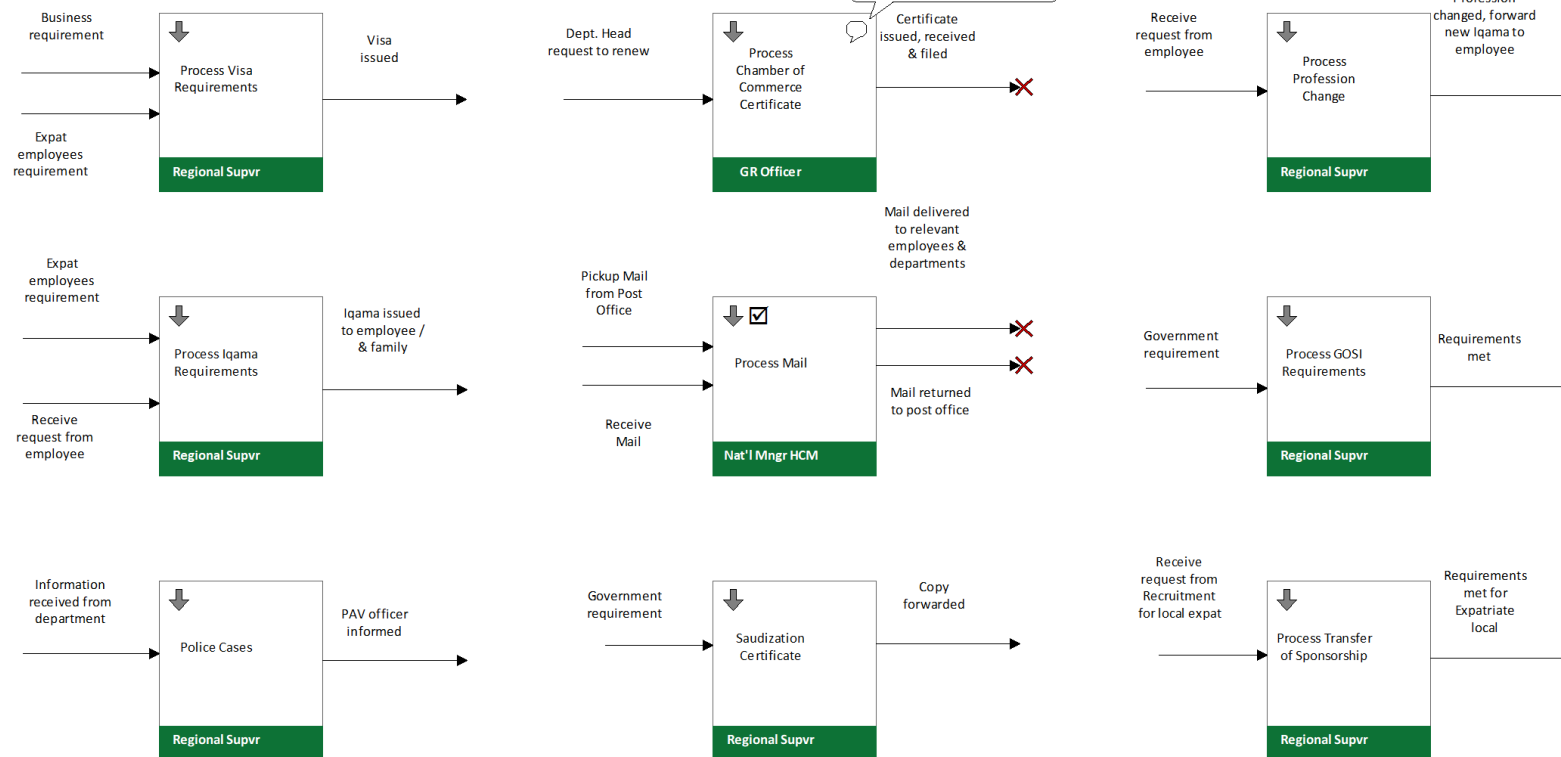 Business
requirement
Visa
issued
Process Visa
Requirements
Expat
employees
requirement
Regional Supvr
Dept. Head
request to renew
Process
Chamber of
Commerce
Certificate
Certificate
issued, received
& filed
GR Officer
Receive
request from
employee
Process
Profession
Change
Profession
changed, forward
new Iqama to
employee
Regional Supvr
Expat
employees
requirement
Process Iqama
Requirements
Iqama issued
to employee /
& family
Receive
request from
employee
Regional Supvr
Pickup Mail
from Post
Office
Process Mail
Mail delivered
to relevant
employees &
departments
Receive
Mail
Mail returned
to post office
Nat'l Mngr HCM
Government
requirement
Process GOSI
Requirements
Requirements
met
Regional Supvr
Information
received from
department
Police Cases
PAV officer
informed
Regional Supvr
Government
requirement
Saudization
Certificate
Copy
forwarded
Regional Supvr
Receive
request from
Recruitment
for local expat
Process Transfer
of Sponsorship
Requirements
met for
Expatriate
local
Regional Supvr